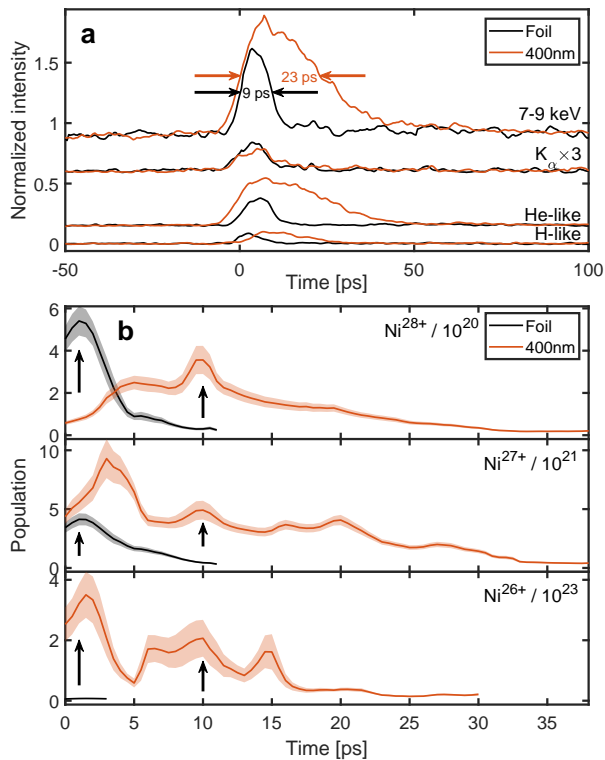 a
Foil
400nm
Normalized intensity
1.5
1
0.5
0
23 ps
9 ps
7-9 keV
Kα×3
He-like
H-like
-50 0 50 100
Time [ps]
b
Ni28+ / 10^20
Foil
400nm
6
4
2
0
Ni27+ / 10^21
10
5
0
Population
Ni26+ / 10^23
4
2
0
0 5 10 15 20 25 30 35
Time [ps]